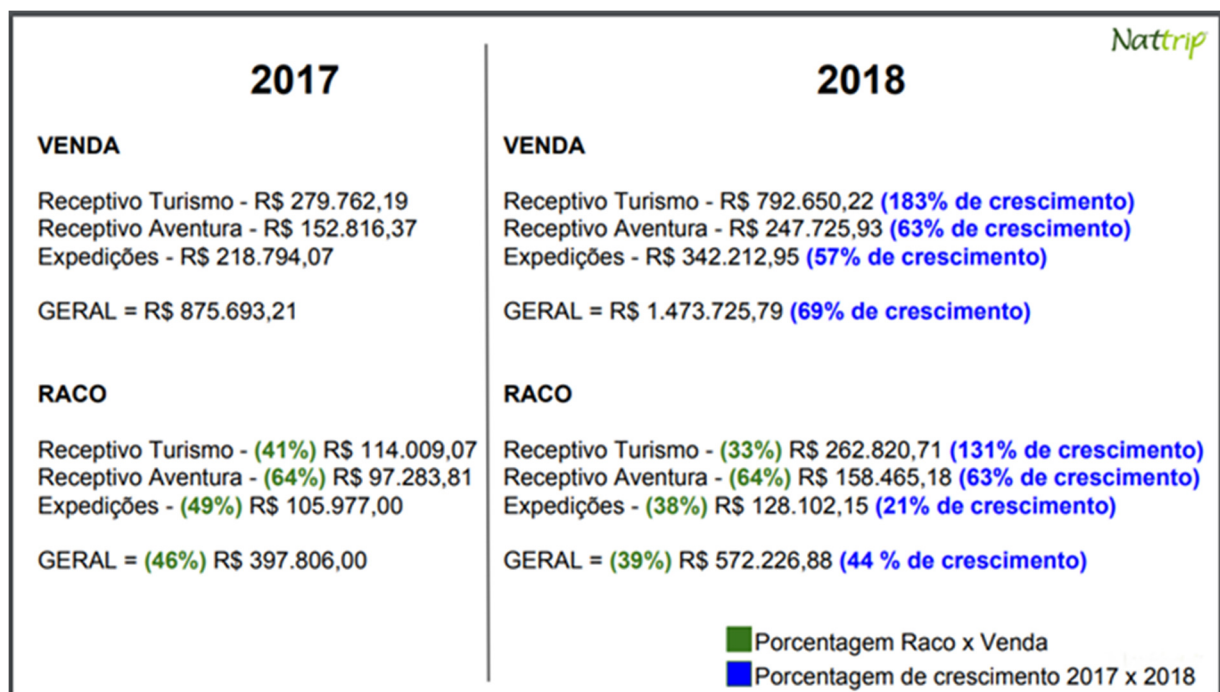 Nattrip
2017
VENDA
Receptivo Turismo - R$ 279.762,19
Receptivo Aventura - R$ 152.816,37
Expedições - R$ 218.794,07
GERAL = R$ 875.693,21
RACO
Receptivo Turismo - (41%) R$ 114.009,07
Receptivo Aventura - (64%) R$ 97.283,81
Expedições - (49%) R$ 105.977,00
GERAL = (46%) R$ 397.806,00
2018
VENDA
Receptivo Turismo - R$ 792.650,22 (183% de crescimento)
Receptivo Aventura - R$ 247.725,93 (63% de crescimento)
Expedições - R$ 342.212,95 (57% de crescimento)
GERAL = R$ 1.473.725,79 (69% de crescimento)
RACO
Receptivo Turismo - (33%) R$ 262.820,71 (131% de crescimento)
Receptivo Aventura - (64%) R$ 158.465,18 (63% de crescimento)
Expedições - (38%) R$ 128.102,15 (21% de crescimento)
GERAL = (39%) R$ 572.226,88 (44 % de crescimento)
Porcentagem Raco x Venda
Porcentagem de crescimento 2017 x 2018